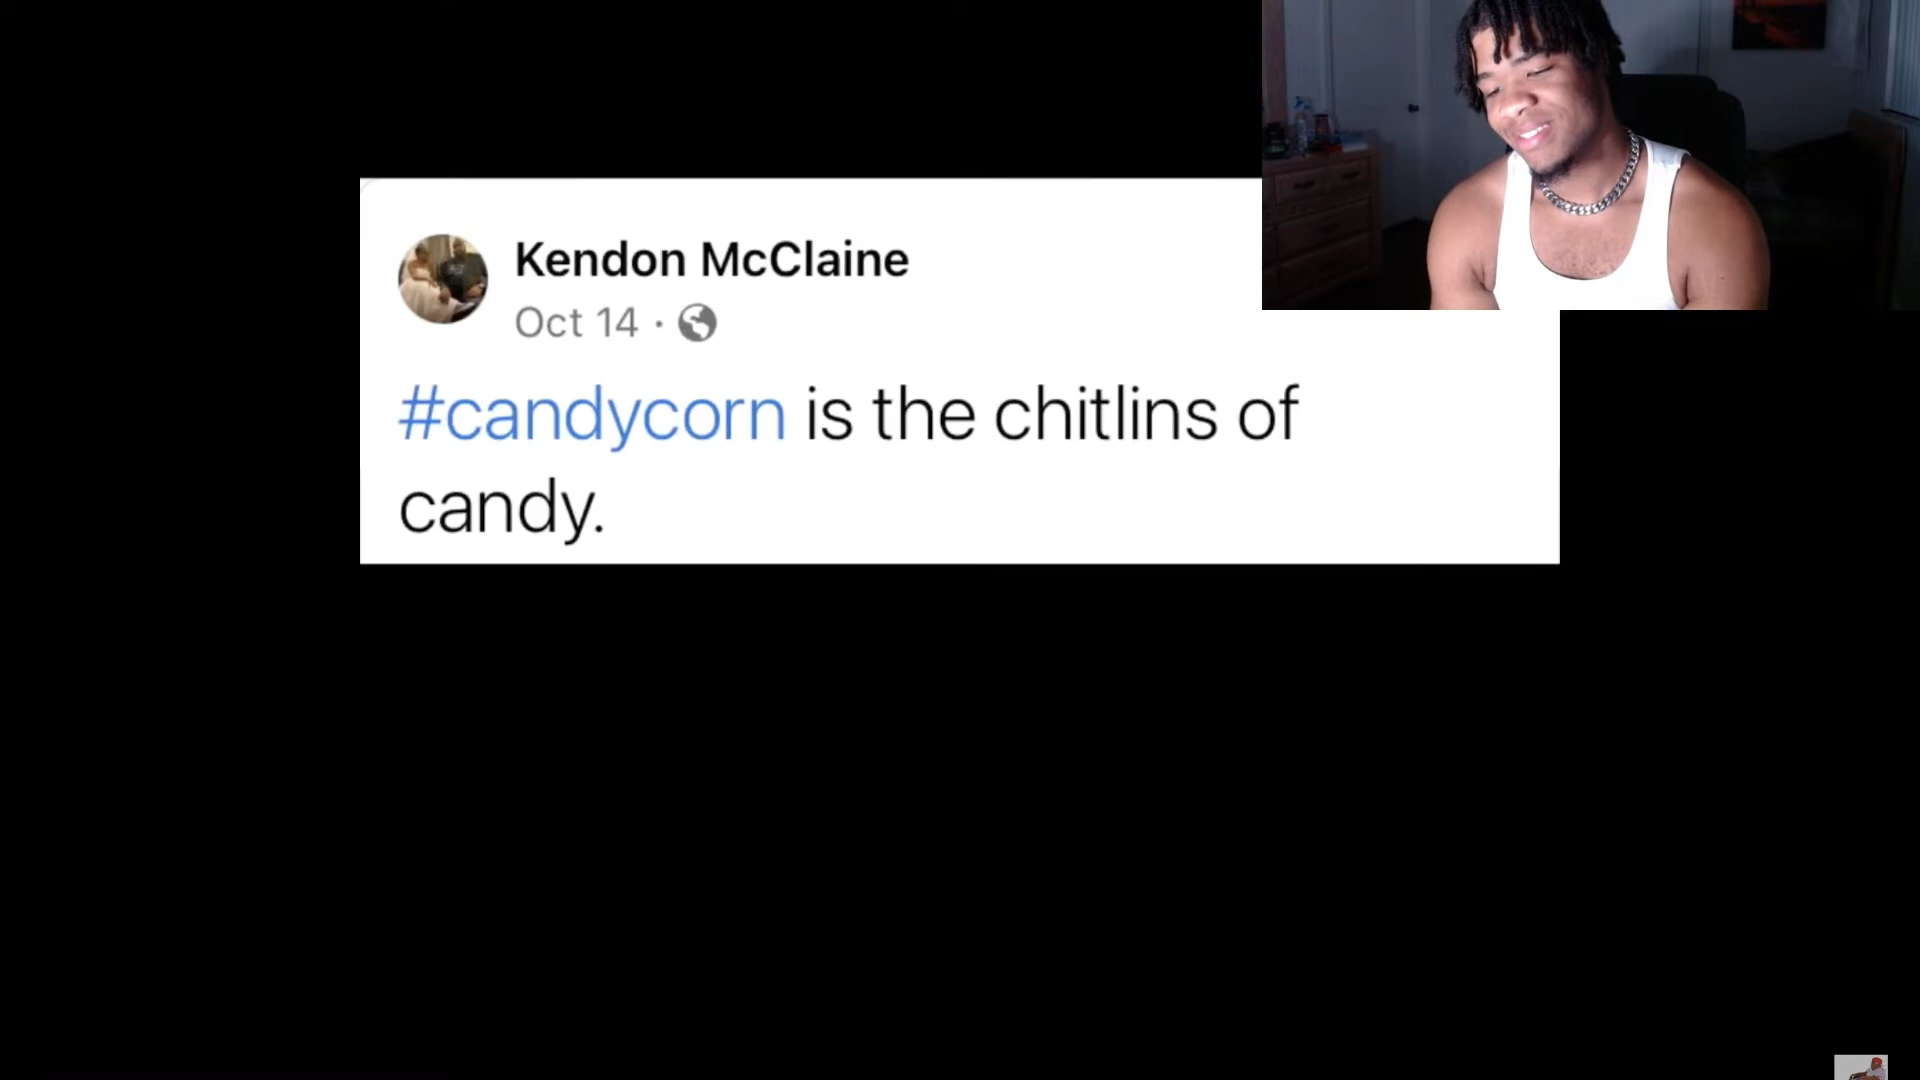 Kendon McClaine
Oct 14 ·
#candycorn is the chitlins of
candy.